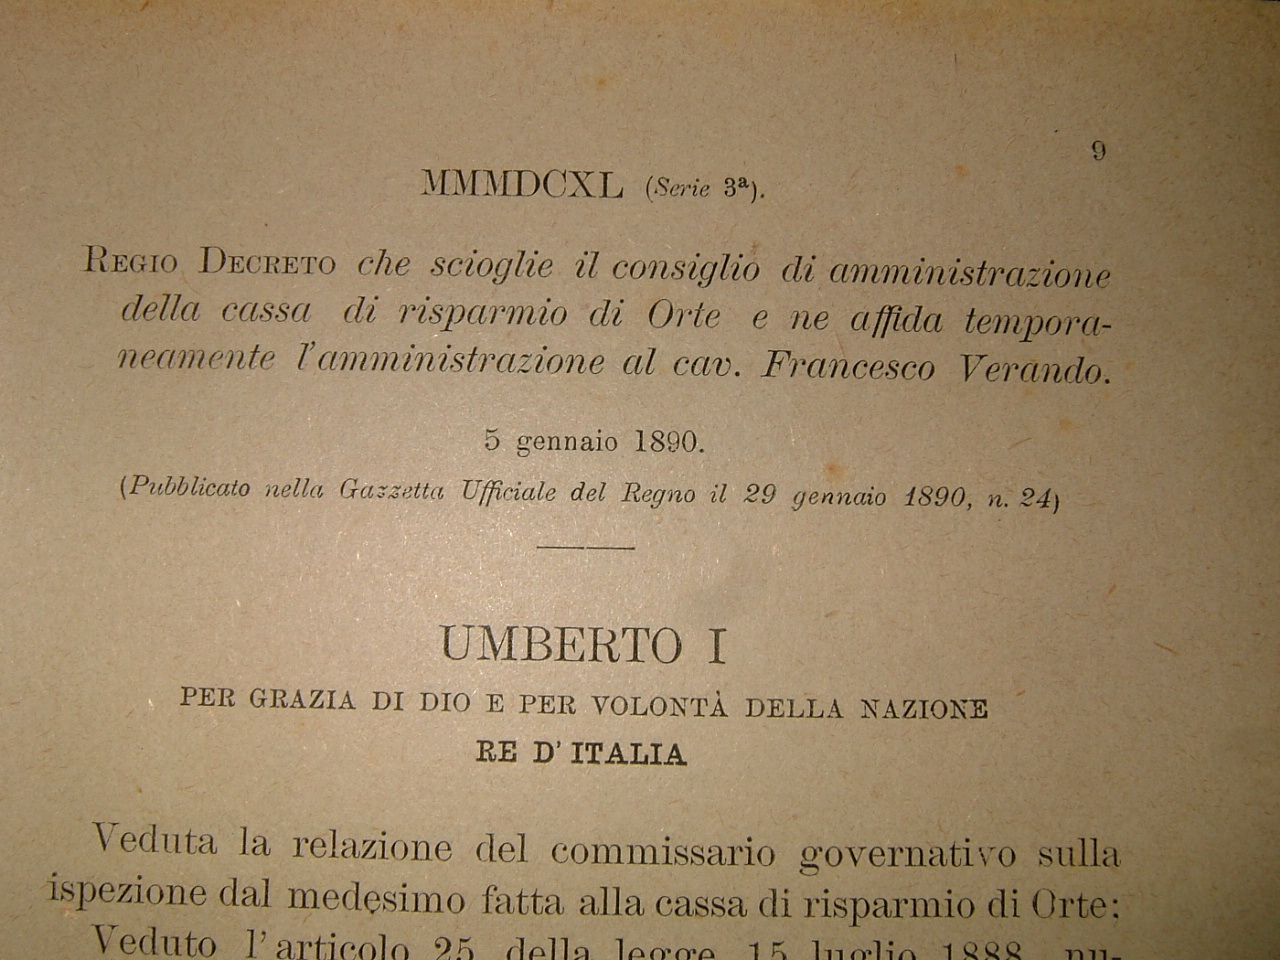 9
MMMDCXL (Serie 3ª).
REGIO DECRETO che scioglie il consiglio di amministrazione
della cassa di risparmio di Orte e ne affida tempora-
neamente l'amministrazione al cav. Francesco Verando.
5 gennaio 1890.
(Pubblicato nella Gazzetta Ufficiale del Regno il 29 gennaio 1890, n. 24)
UMBERTO I
PER GRAZIA DI DIO E PER VOLONTÀ DELLA NAZIONE
RE D' ITALIA
Veduta la relazione del commissario governativo sulla
ispezione dal medesimo fatta alla cassa di risparmio di Orte;
Veduto l'articolo 25 della legge 15 luglio 1888, nu-